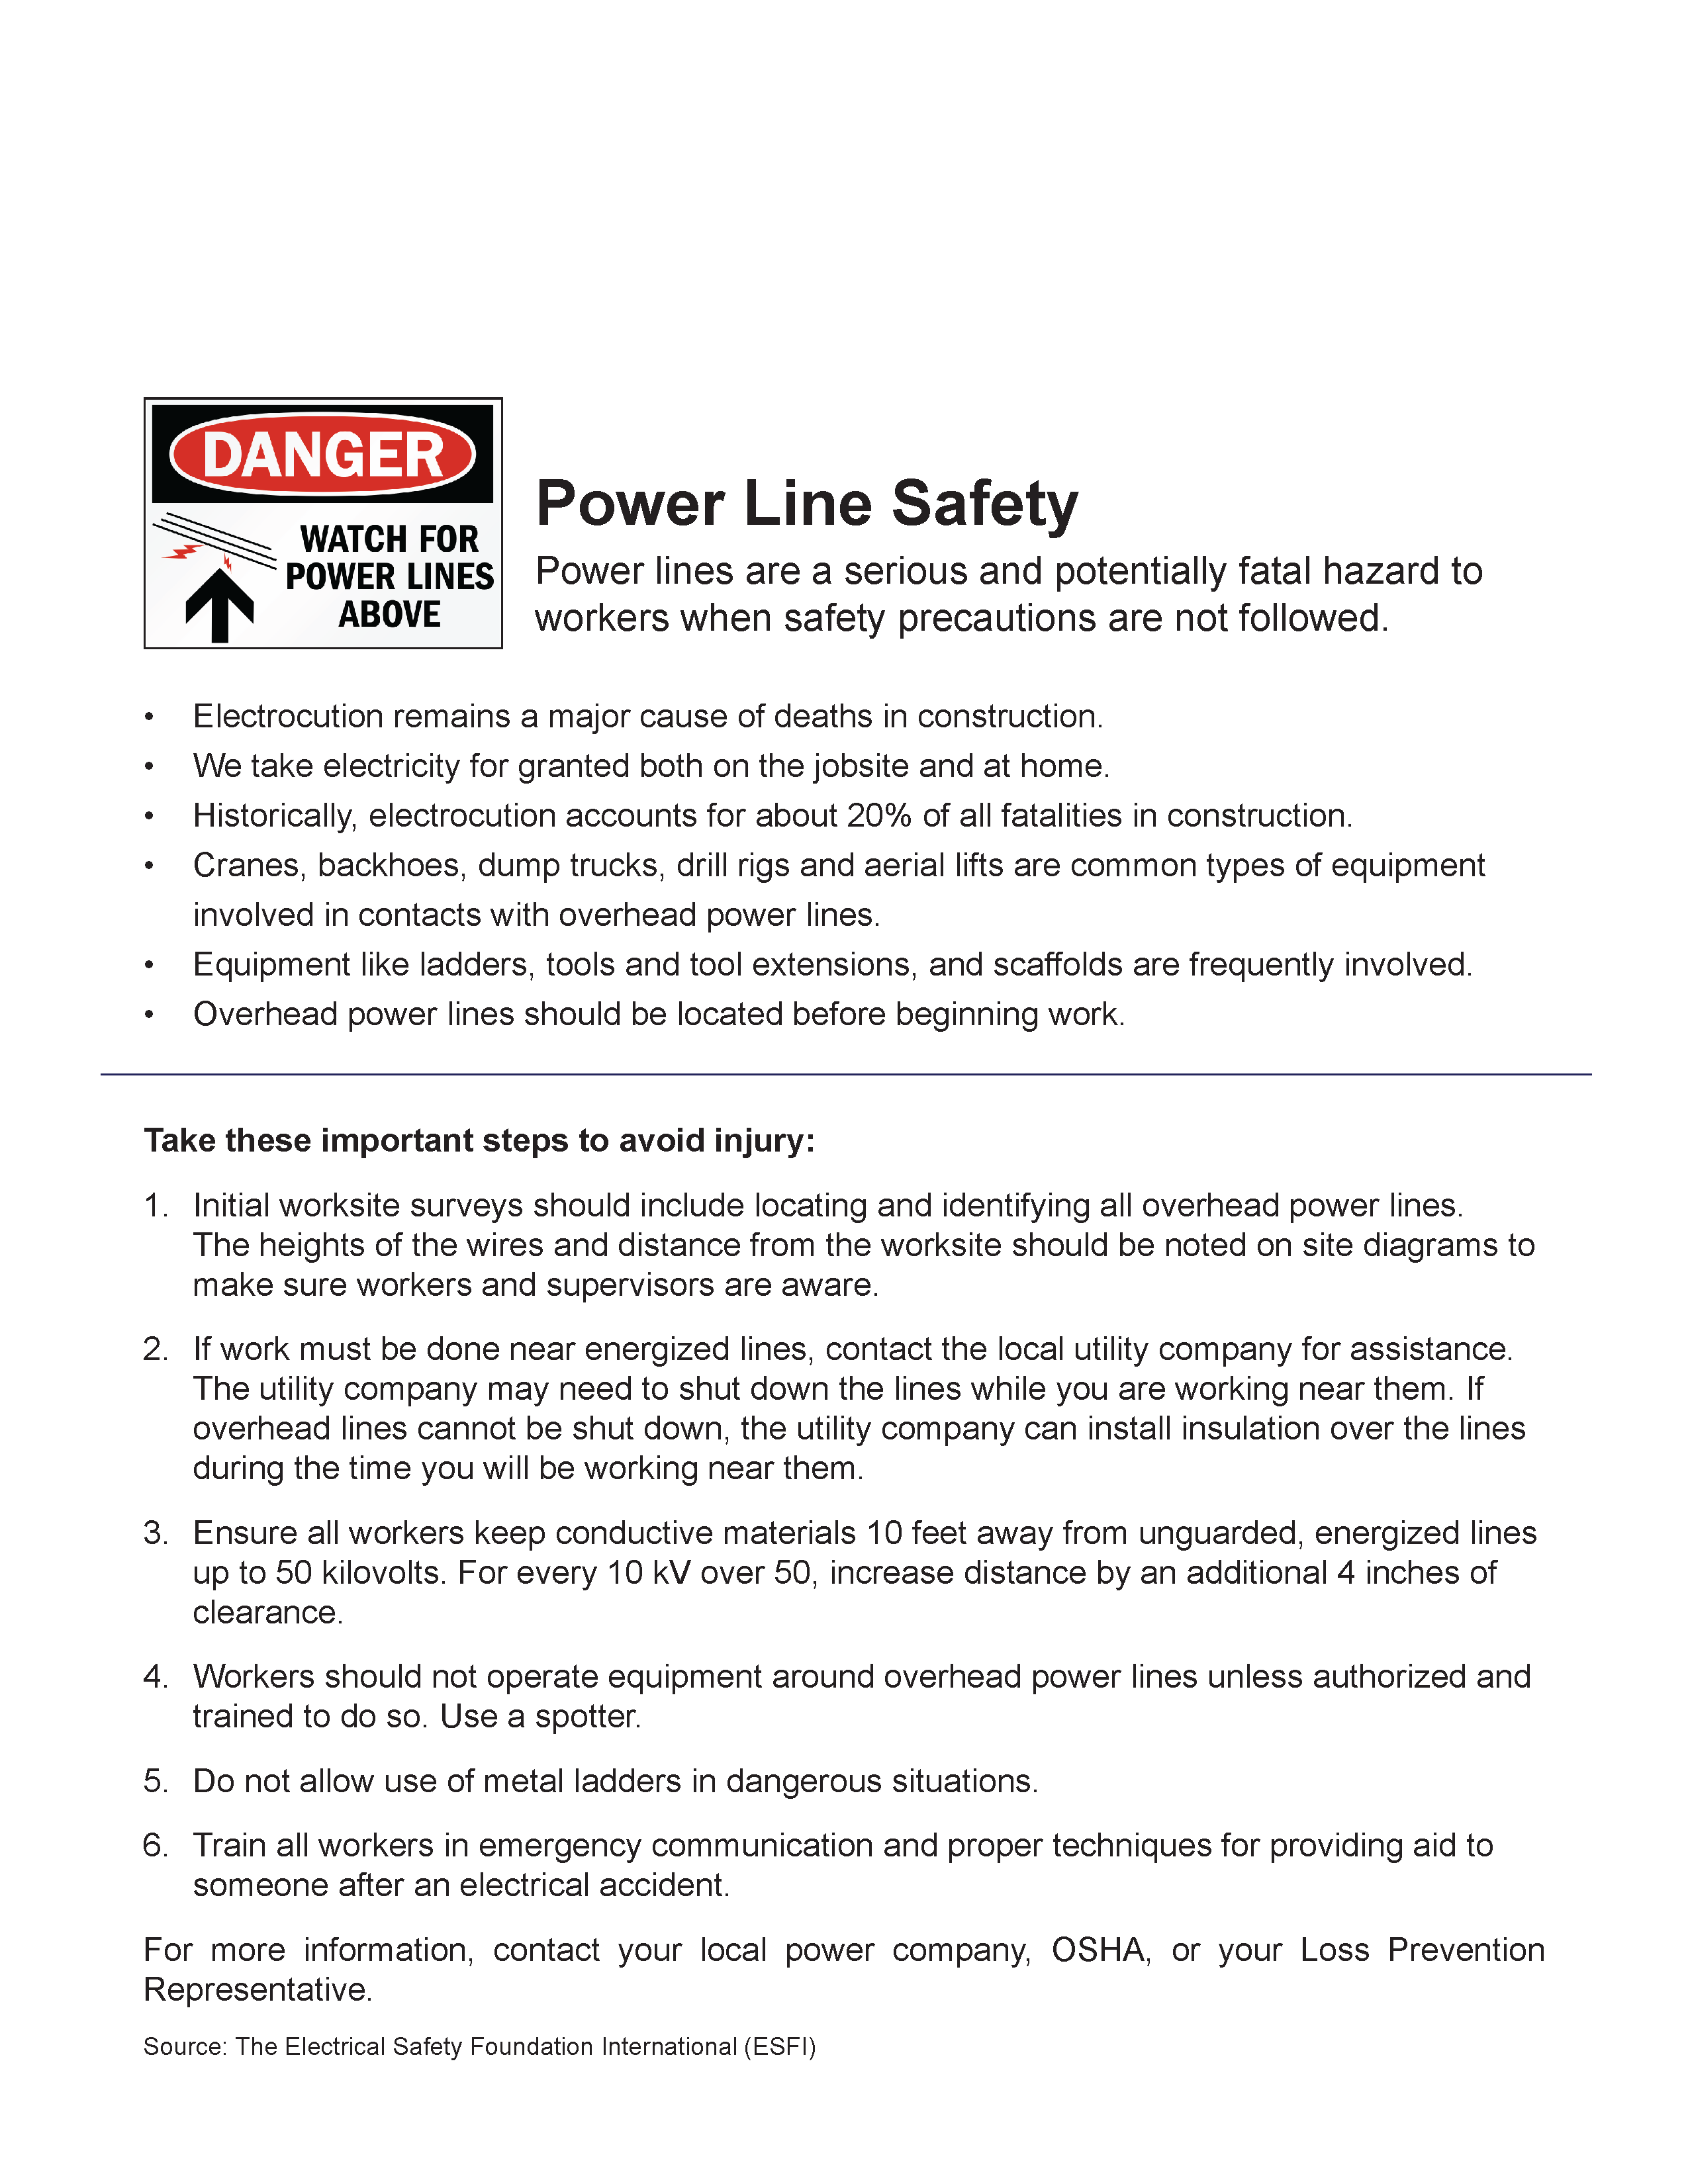 DANGER
WATCH FOR
POWER LINES
ABOVE
Power Line Safety
Power lines are a serious and potentially fatal hazard to
workers when safety precautions are not followed.
• Electrocution remains a major cause of deaths in construction.
• We take electricity for granted both on the jobsite and at home.
• Historically, electrocution accounts for about 20% of all fatalities in construction.
• Cranes, backhoes, dump trucks, drill rigs and aerial lifts are common types of equipment
involved in contacts with overhead power lines.
• Equipment like ladders, tools and tool extensions, and scaffolds are frequently involved.
• Overhead power lines should be located before beginning work.
Take these important steps to avoid injury:
1. Initial worksite surveys should include locating and identifying all overhead power lines.
The heights of the wires and distance from the worksite should be noted on site diagrams to
make sure workers and supervisors are aware.
2. If work must be done near energized lines, contact the local utility company for assistance.
The utility company may need to shut down the lines while you are working near them. If
overhead lines cannot be shut down, the utility company can install insulation over the lines
during the time you will be working near them.
3. Ensure all workers keep conductive materials 10 feet away from unguarded, energized lines
up to 50 kilovolts. For every 10 kV over 50, increase distance by an additional 4 inches of
clearance.
4. Workers should not operate equipment around overhead power lines unless authorized and
trained to do so. Use a spotter.
5. Do not allow use of metal ladders in dangerous situations.
6. Train all workers in emergency communication and proper techniques for providing aid to
someone after an electrical accident.
For more information, contact your local power company, OSHA, or your Loss Prevention
Representative.
Source: The Electrical Safety Foundation International (ESFI)